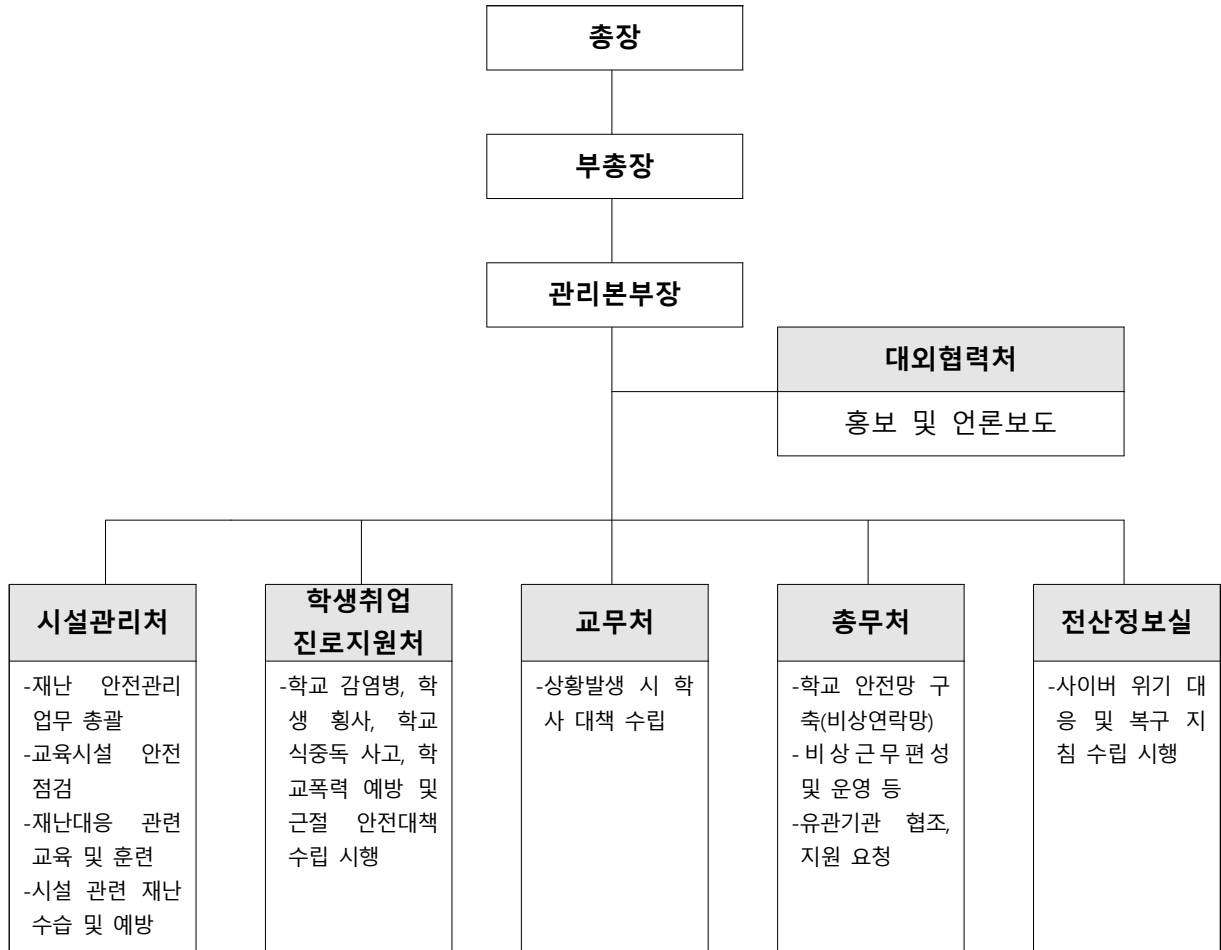 총장
부총장
관리본부장
대외협력처
홍보 및 언론보도
시설관리처
-재난 안전관리
업무 총괄
-교육시설 안전
점검
-재난대응 관련
교육 및 훈련
-시설 관련 재난
수습 및 예방
학생취업
진로지원처
-학교 감염병, 학
생 횡사, 학교
식중독 사고, 학
교폭력 예방 및
근절 안전대책
수립 시행
교무처
-상황발생 시 학
사 대책 수립
총무처
-학교 안전망 구
축(비상연락망)
-비상근무편성
및 운영 등
-유관기관 협조,
지원 요청
전산정보실
-사이버 위기 대
응 및 복구 지
침 수립 시행